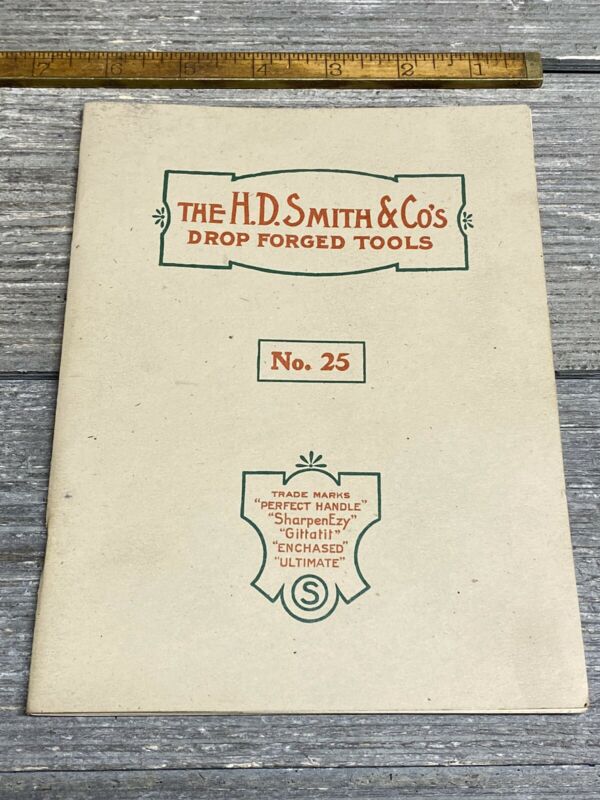 7 6 5 4 3 2 1
THE H.D. SMITH & CO'S
DROP FORGED TOOLS
No. 25
TRADE MARKS
"PERFECT HANDLE"
"SharpenEzy"
"Gittatit"
"ENCHASED"
"ULTIMATE"
S